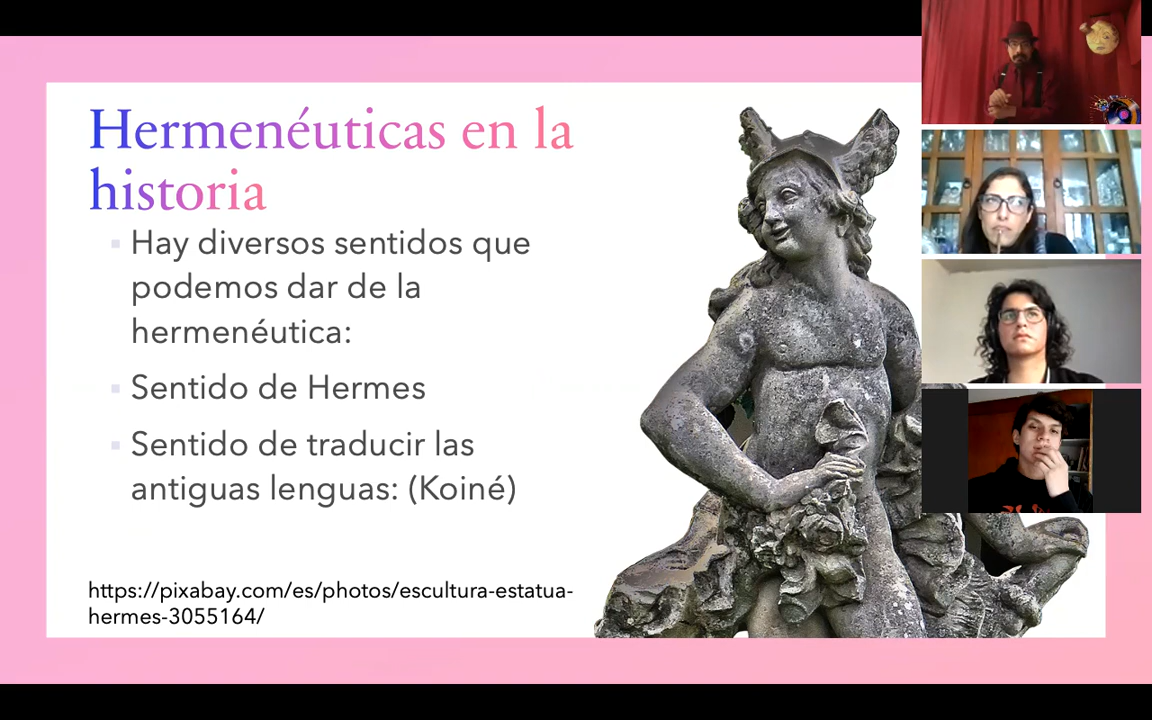 Hermenéuticas en la
historia
Hay diversos sentidos que
podemos dar de la
hermenéutica:
Sentido de Hermes
Sentido de traducir las
antiguas lenguas: (Koiné)
https://pixabay.com/es/photos/escultura-estatua-
hermes-3055164/